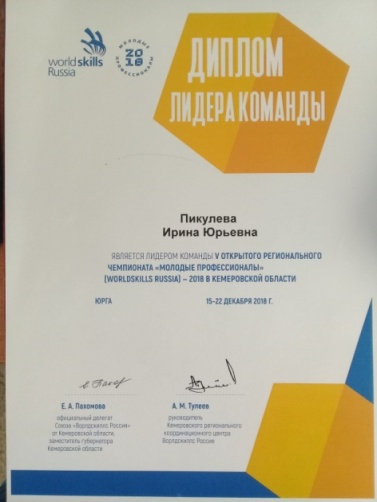 worldskills
Russia
МОЛОДЫЕ ПРОФЕССИОНАЛЫ
2018
ДИПЛОМ
ЛИДЕРА КОМАНДЫ
Пикулева
Ирина Юрьевна
ЯВЛЯЕТСЯ ЛИДЕРОМ КОМАНДЫ V ОТКРЫТОГО РЕГИОНАЛЬНОГО
ЧЕМПИОНАТА «МОЛОДЫЕ ПРОФЕССИОНАЛЫ»
(WORLDSKILLS RUSSIA) – 2018 В КЕМЕРОВСКОЙ ОБЛАСТИ
ЮРГА 15-22 ДЕКАБРЯ 2018 Г.
Е. А. Пахомова
официальный делегат
Союза «Ворлдскиллс Россия»
от Кемеровской области,
заместитель губернатора
Кемеровской области
А. М. Тулеев
руководитель
Кемеровского регионального
координационного центра
Ворлдскиллс Россия